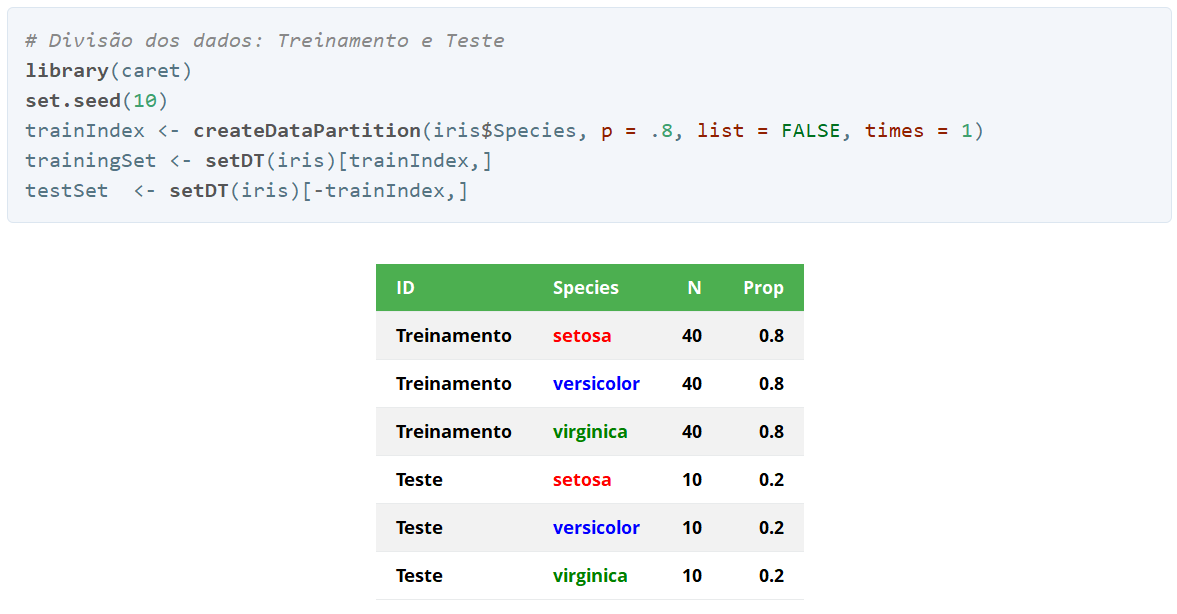 # Divisão dos dados: Treinamento e Teste
library(caret)
set.seed(10)
trainIndex <- createDataPartition(iris$Species, p = .8, list = FALSE, times = 1)
trainingSet <- setDT(iris)[trainIndex,]
testSet  <- setDT(iris)[-trainIndex,]
ID Species N Prop
Treinamento setosa 40 0.8
Treinamento versicolor 40 0.8
Treinamento virginica 40 0.8
Teste setosa 10 0.2
Teste versicolor 10 0.2
Teste virginica 10 0.2